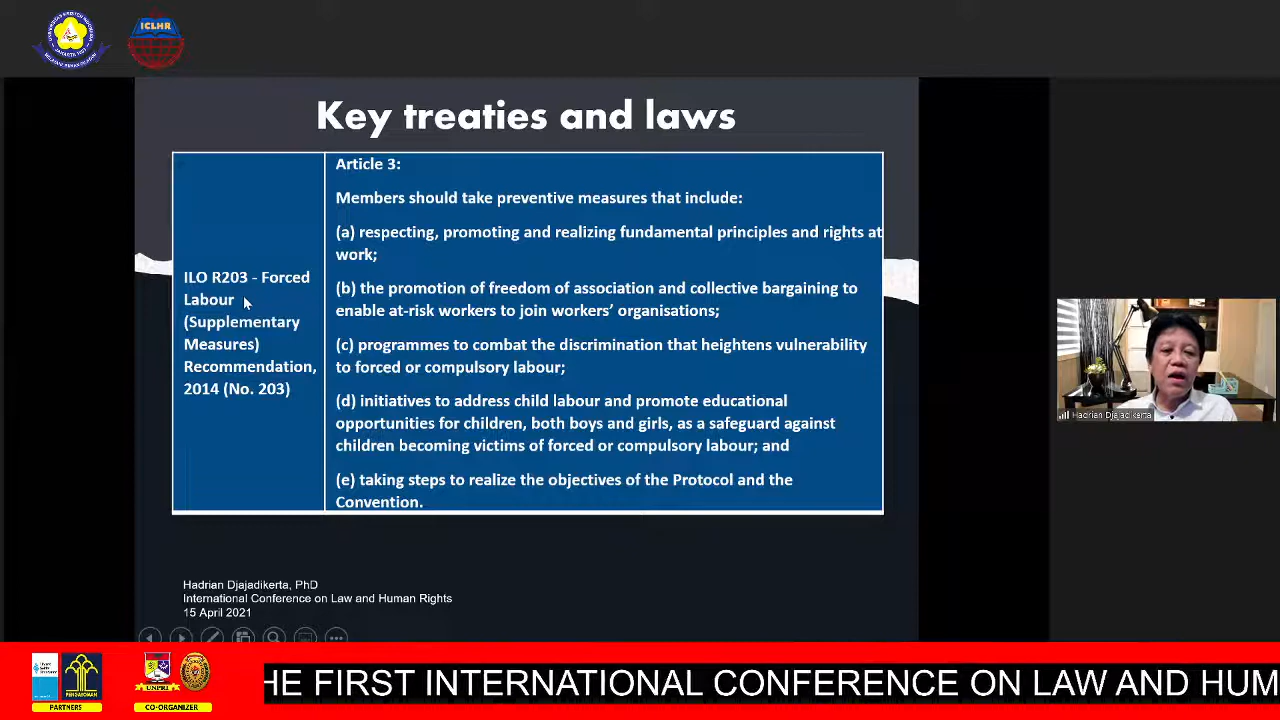 ICLHR
Key treaties and laws
ILO R203 - Forced
Labour
(Supplementary
Measures)
Recommendation,
2014 (No. 203)
Article 3:
Members should take preventive measures that include:
(a) respecting, promoting and realizing fundamental principles and rights at
work;
(b) the promotion of freedom of association and collective bargaining to
enable at-risk workers to join workers’ organisations;
(c) programmes to combat the discrimination that heightens vulnerability
to forced or compulsory labour;
(d) initiatives to address child labour and promote educational
opportunities for children, both boys and girls, as a safeguard against
children becoming victims of forced or compulsory labour; and
(e) taking steps to realize the objectives of the Protocol and the
Convention.
Hadrian Djajadikerta
Hadrian Djajadikerta, PhD
International Conference on Law and Human Rights
15 April 2021
PENGAYOMAN
UNPRI
PARTNERS
CO-ORGANIZER
HE FIRST INTERNATIONAL CONFERENCE ON LAW AND HUM